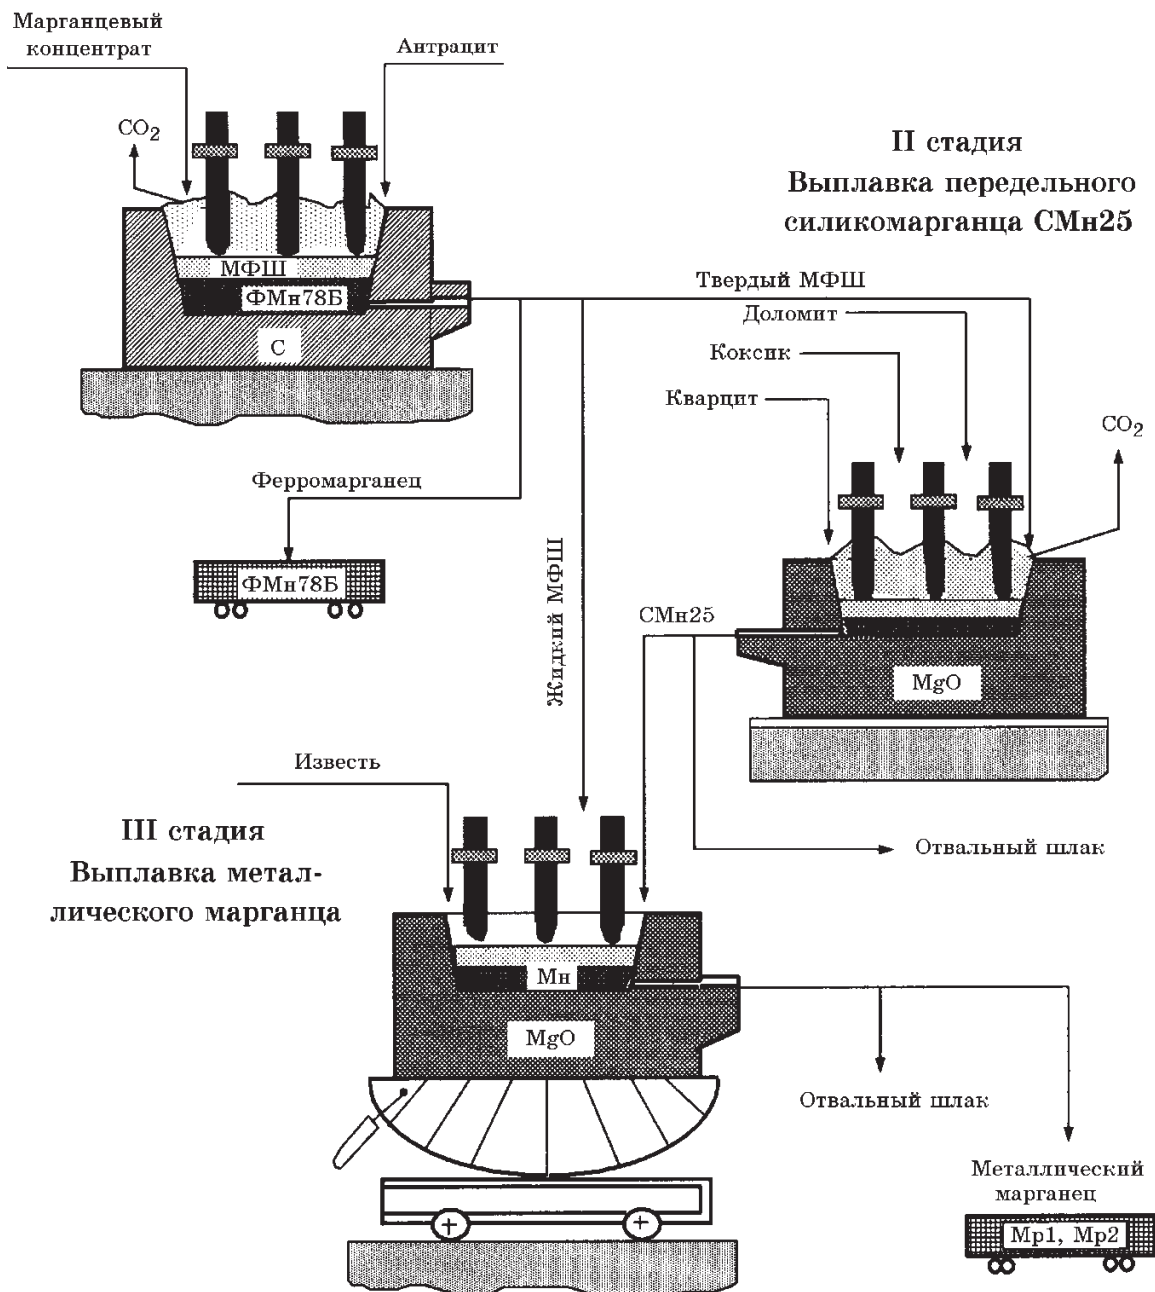 Марганцевый
концентрат
Антрацит
CO2
МФШ
ФМн78Б
С
II стадия
Выплавка передельного
силикомарганца СМн25
Твердый МФШ
Доломит
Коксик
Кварцит
CO2
Ферромарганец
ФМн78Б
Жидкий МФШ
СМн25
MgO
Известь
III стадия
Выплавка метал-
лического марганца
Отвальный шлак
Мн
MgO
Отвальный шлак
Металлический
марганец
Мр1, Мр2